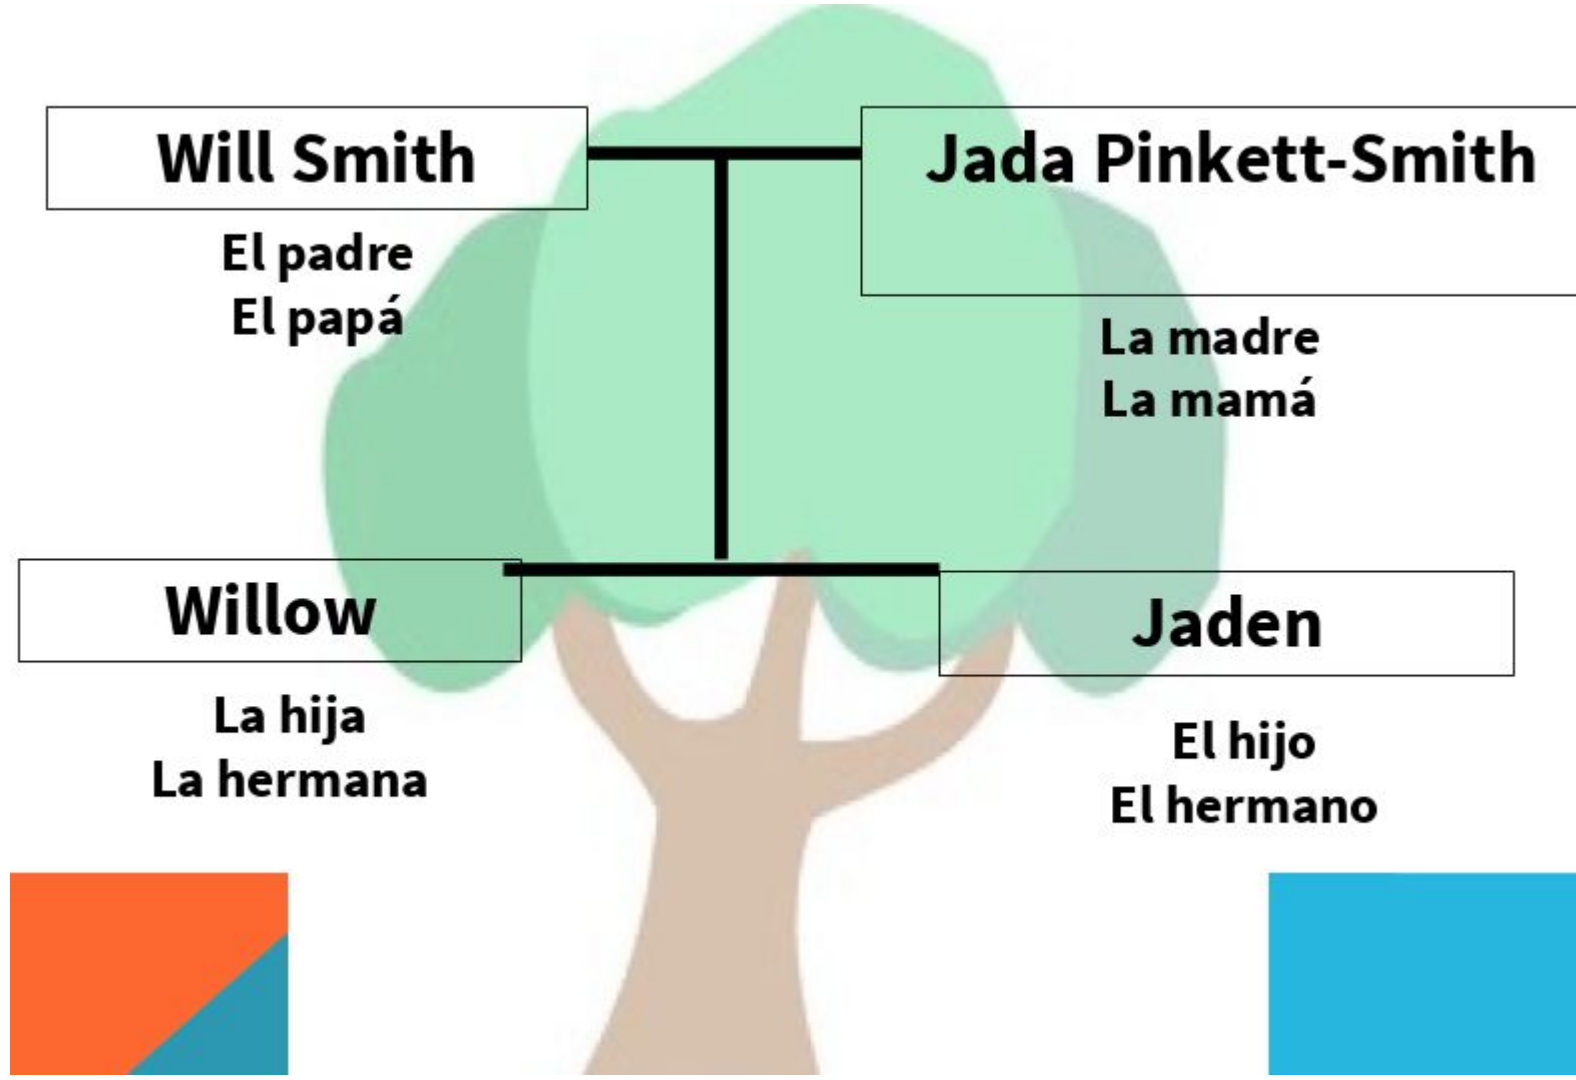 Will Smith
El padre
El papá
Jada Pinkett-Smith
La madre
La mamá
Willow
La hija
La hermana
Jaden
El hijo
El hermano